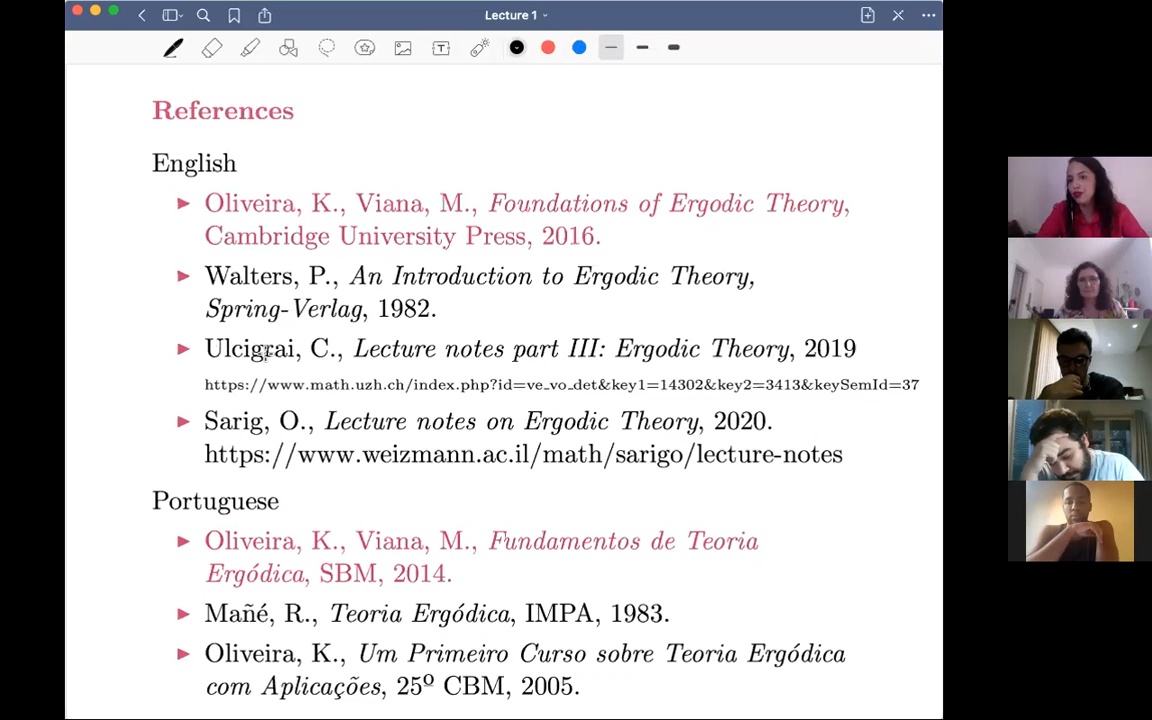 Lecture 1
References
English
Oliveira, K., Viana, M., Foundations of Ergodic Theory,
Cambridge University Press, 2016.
Walters, P., An Introduction to Ergodic Theory,
Spring-Verlag, 1982.
Ulcigrai, C., Lecture notes part III: Ergodic Theory, 2019
https://www.math.uzh.ch/index.php?id=ve_vo_det&key1=14302&key2=3413&keySemId=37
Sarig, O., Lecture notes on Ergodic Theory, 2020.
https://www.weizmann.ac.il/math/sarigo/lecture-notes
Portuguese
Oliveira, K., Viana, M., Fundamentos de Teoria
Ergódica, SBM, 2014.
Mañé, R., Teoria Ergódica, IMPA, 1983.
Oliveira, K., Um Primeiro Curso sobre Teoria Ergódica
com Aplicações, 25º CBM, 2005.